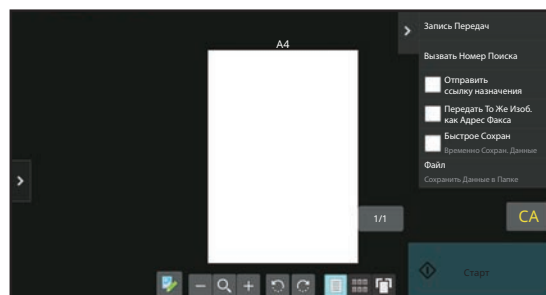 A4
1/1
Запись Передач
Вызвать Номер Поиска
Отправить
ссылку назначения
Передать То Же Изоб.
как Адрес Факса
Быстрое Сохран
Временно Сохран. Данные
Файл
Сохранить Данные в Папке
CA
Старт